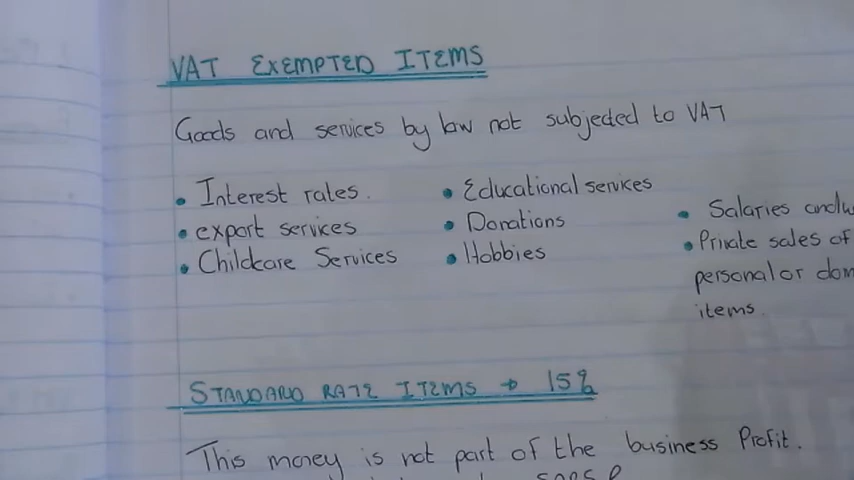 VAT EXEMPTED ITEMS
Goods and services by law not subjected to VAT
• Interest rates.
• export services
• Childcare Services
• Educational services
• Donations
• Hobbies
• Salaries and
• Private sales of
personal or
items.
STANDARD RATE ITEMS → 15%
This money is not part of the business Profit.